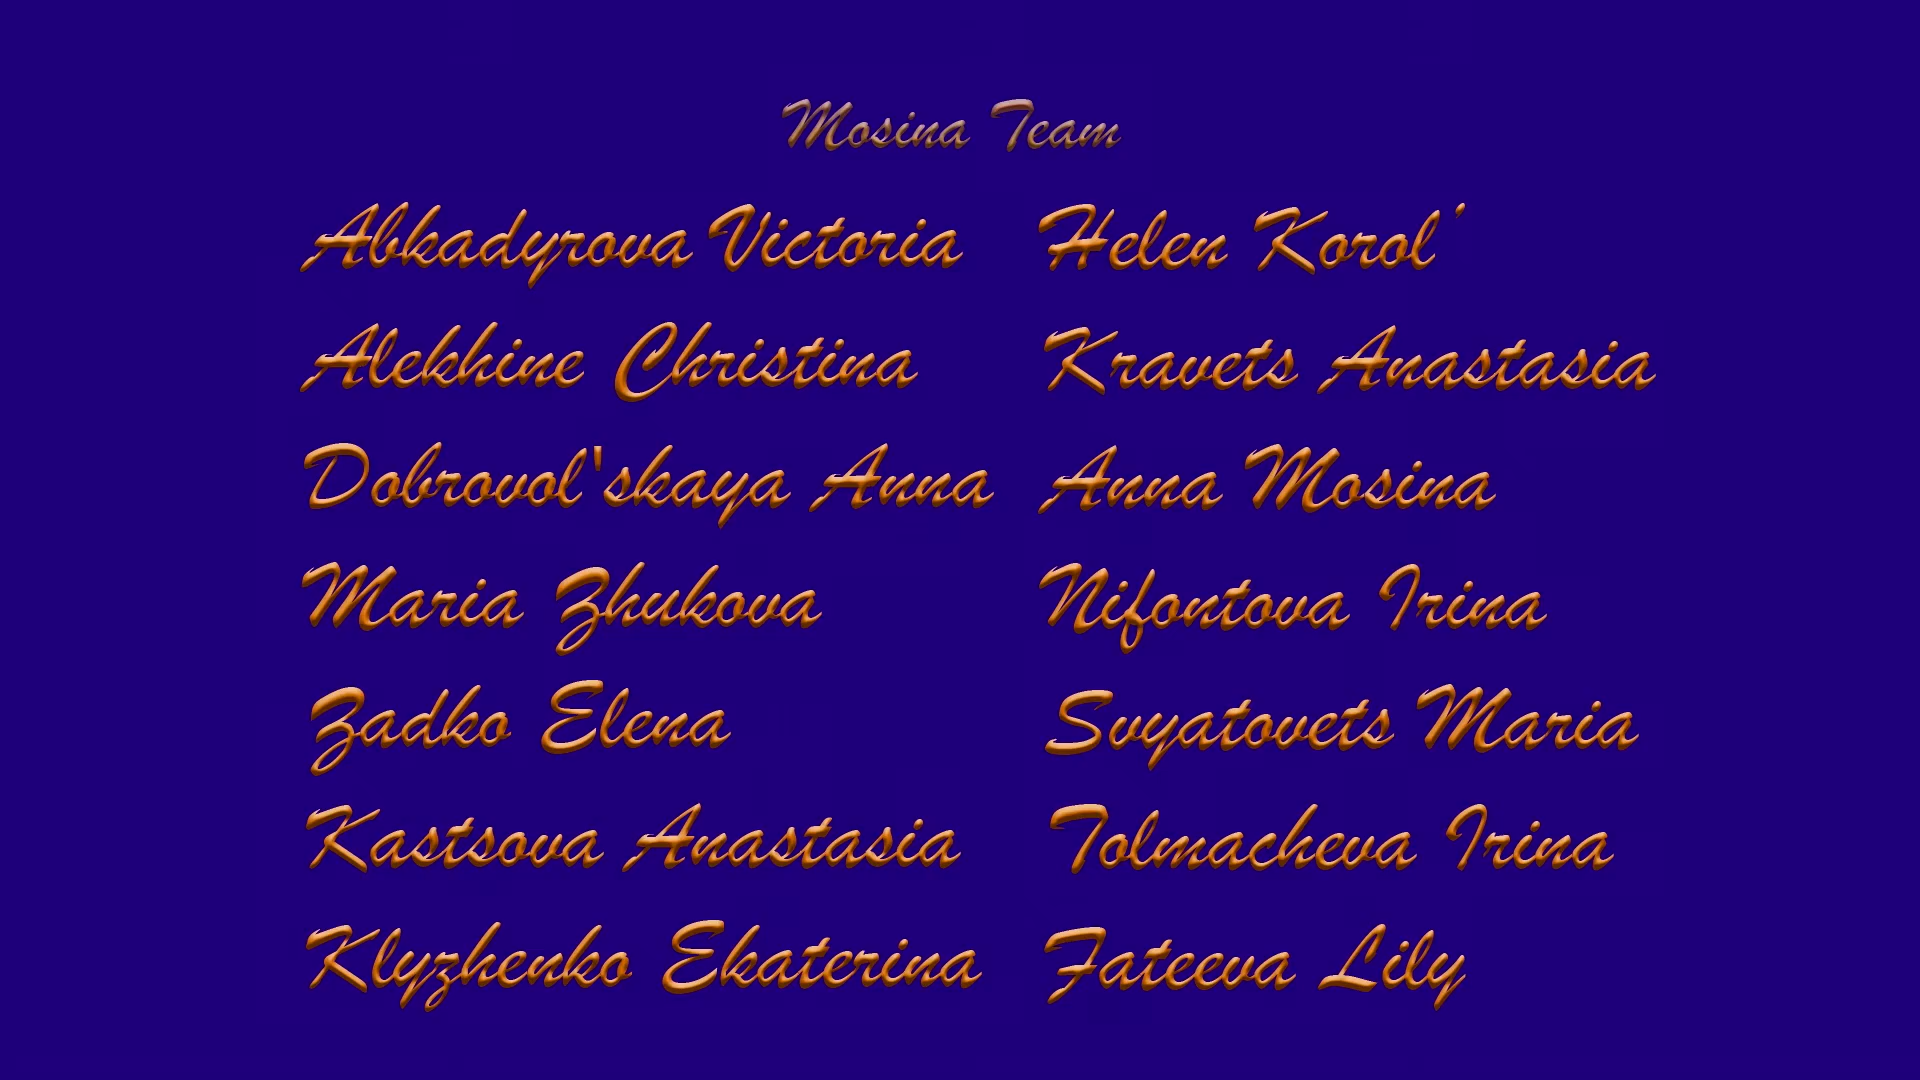 Mosina Team
Abkadyrova Victoria
Alekhine Christina
Dobrovol'skaya Anna
Maria Zhukova
Zadko Elena
Kastsova Anastasia
Klyzhenko Ekaterina
Helen Korol’
Kravets Anastasia
Anna Mosina
Nifontova Irina
Svyatovets Maria
Tolmacheva Irina
Fateeva Lily